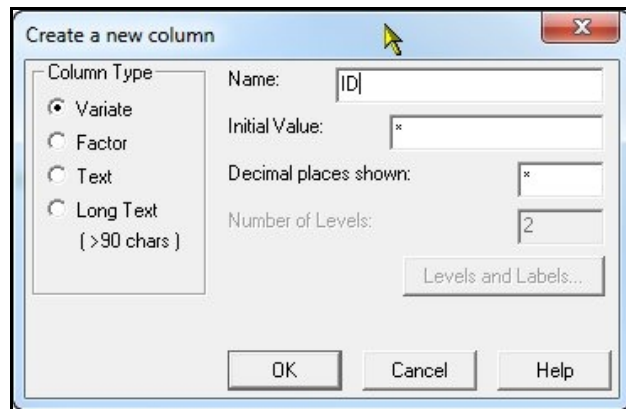 Create a new column
Column Type
Variate
Factor
Text
Long Text
( >90 chars )
Name: ID
Initial Value: *
Decimal places shown: *
Number of Levels: 2
Levels and Labels...
OK Cancel Help